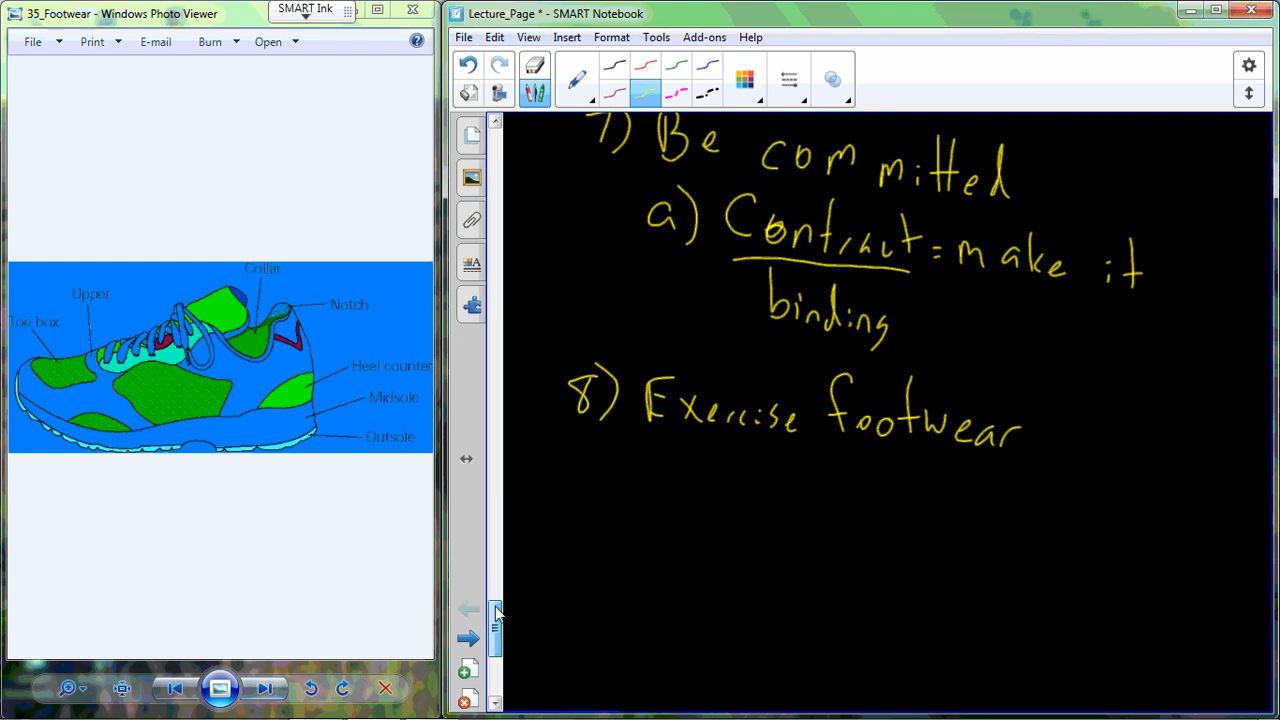 35_Footwear - Windows Photo Viewer
SMART Ink
File Print E-mail Burn Open
Collar
Upper
Notch
Toe box
Heel counter
Midsole
Outsole
Lecture_Page * - SMART Notebook
File Edit View Insert Format Tools Add-ons Help
7) Be committed
a) Contract = make it
binding
8) Exercise footwear